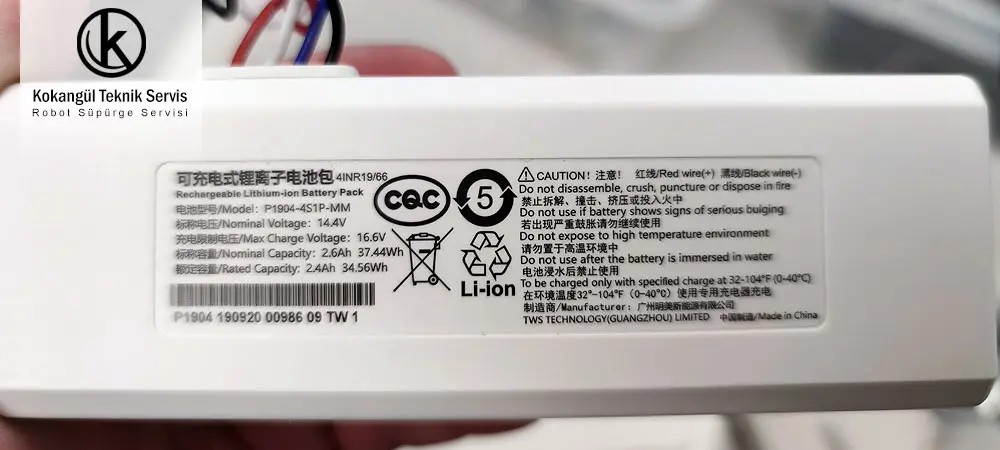 k
Kokangül Teknik Servis
Robot Süpürge Servisi
可充电式锂离子电池包 4INR19/66
Rechargeable Lithium-ion Battery Pack
电池型号/Model: P1904-4S1P-MM
标称电压/Nominal Voltage: 14.4V
充电限制电压/Max Charge Voltage: 16.6V
标称容量/Nominal Capacity: 2.6Ah 37.44Wh
额定容量/Rated Capacity: 2.4Ah 34.56Wh
P1904 190920 00986 09 TW 1
CQC
5
Li-ion
CAUTION! 注意! 红线/Red wire(+) 黑线/Black wire(-)
Do not disassemble, crush, puncture or dispose in fire
禁止拆解、撞击、挤压或投入火中
Do not use if battery shows signs of serious bulging
若出现严重鼓胀请勿继续使用
Do not expose to high temperature environment
请勿置于高温环境中
Do not use after the battery is immersed in water
电池浸水后禁止使用
To be charged only with specified charge at 32-104°F (0-40°C)
在环境温度32°-104°F (0-40°C) 使用专用充电器充电
制造商/Manufacturer: 广州明美新能源有限公司
TWS TECHNOLOGY(GUANGZHOU) LIMITED 中国制造/Made in China